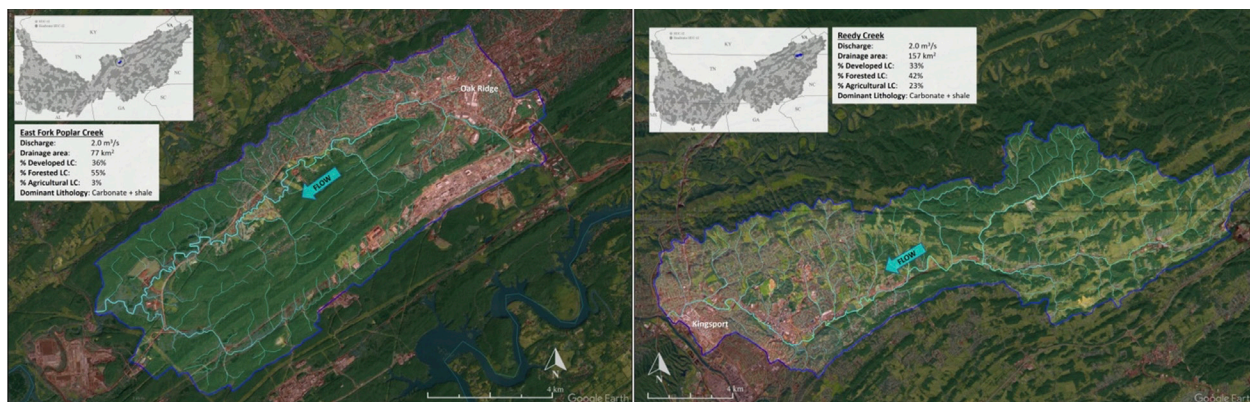 KY
VA
TN
NC
SC
GA
AL
MS
East Fork Poplar Creek
Discharge: 2.0 m³/s
Drainage area: 77 km²
% Developed LC: 36%
% Forested LC: 55%
% Agricultural LC: 3%
Dominant Lithology: Carbonate + shale
Oak Ridge
FLOW
N
4 km
Google Earth
KY
VA
TN
NC
SC
GA
AL
MS
Reedy Creek
Discharge: 2.0 m³/s
Drainage area: 157 km²
% Developed LC: 33%
% Forested LC: 42%
% Agricultural LC: 23%
Dominant Lithology: Carbonate + shale
FLOW
Kingsport
N
4 km
Google Earth